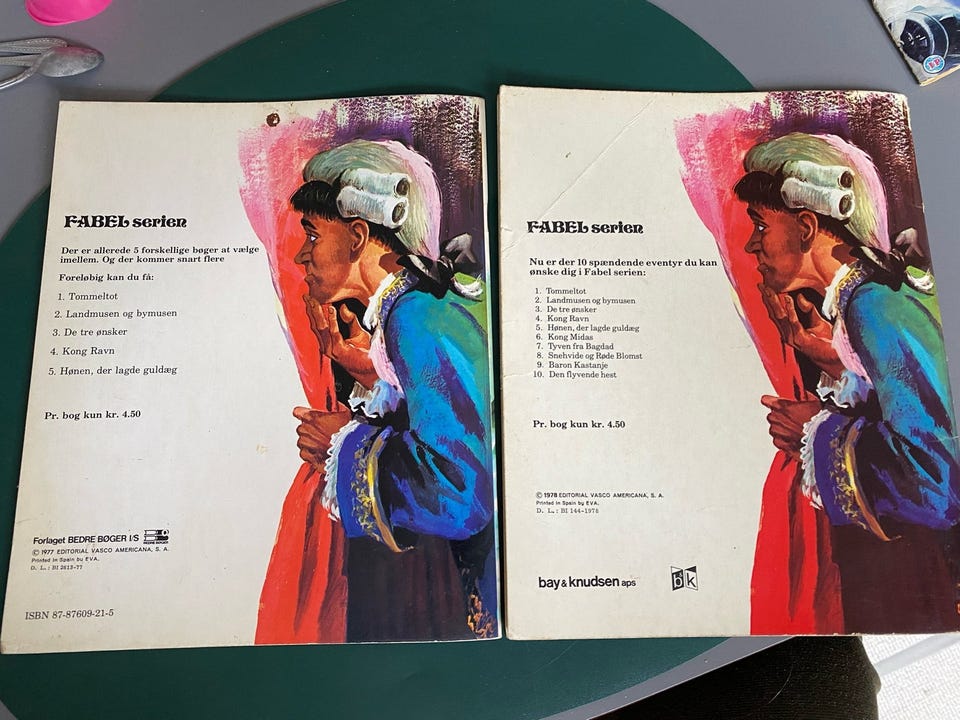 FABEL serien
Der er allerede 5 forskellige bøger at vælge
imellem. Og der kommer snart flere
Foreløbig kan du få:
1. Tommeltot
2. Landmusen og bymusen
3. De tre ønsker
4. Kong Ravn
5. Hønen, der lagde guldæg
Pr. bog kun kr. 4.50
Forlaget BEDRE BØGER I/S
BEDRE BØGER
© 1977 EDITORIAL VASCO AMERICANA, S. A.
Printed in Spain by EVA.
D. L.: BI 2613-77
ISBN 87-87609-21-5
FABEL serien
Nu er der 10 spændende eventyr du kan
ønske dig i Fabel serien:
1. Tommeltot
2. Landmusen og bymusen
3. De tre ønsker
4. Kong Ravn
5. Hønen, der lagde guldæg
6. Kong Midas
7. Tyven fra Bagdad
8. Snehvide og Røde Blomst
9. Baron Kastanje
10. Den flyvende hest
Pr. bog kun kr. 4.50
© 1978 EDITORIAL VASCO AMERICANA, S. A.
Printed in Spain by EVA.
D. L.: BI 144-1978
bay & knudsen aps
bk